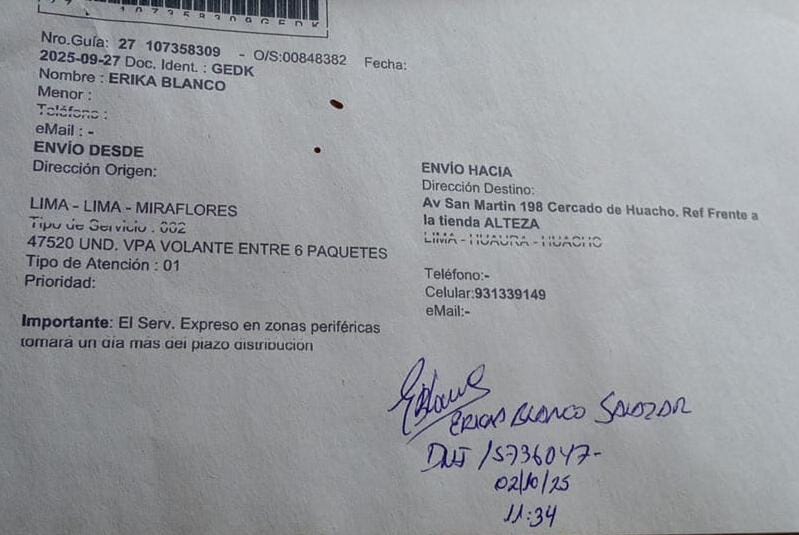 107358309GEDK
Nro.Guía: 27 107358309 - O/S:00848382 Fecha:
2025-09-27 Doc. Ident. : GEDK
Nombre : ERIKA BLANCO
Menor :
Teléfono :
eMail : -
ENVÍO DESDE
Dirección Origen:
LIMA - LIMA - MIRAFLORES
Tipo de Servicio : 002
47520 UND. VPA VOLANTE ENTRE 6 PAQUETES
Tipo de Atención : 01
Prioridad:
Importante: El Serv. Expreso en zonas periféricas
tomará un día más del plazo distribución
ENVÍO HACIA
Dirección Destino:
Av San Martin 198 Cercado de Huacho. Ref Frente a
la tienda ALTEZA
LIMA - HUAURA - HUACHO
Teléfono:-
Celular:931339149
eMail:-
EBlanco
ERIKA BLANCO SALAZAR
DNI 15736047-
02/10/25
11:34